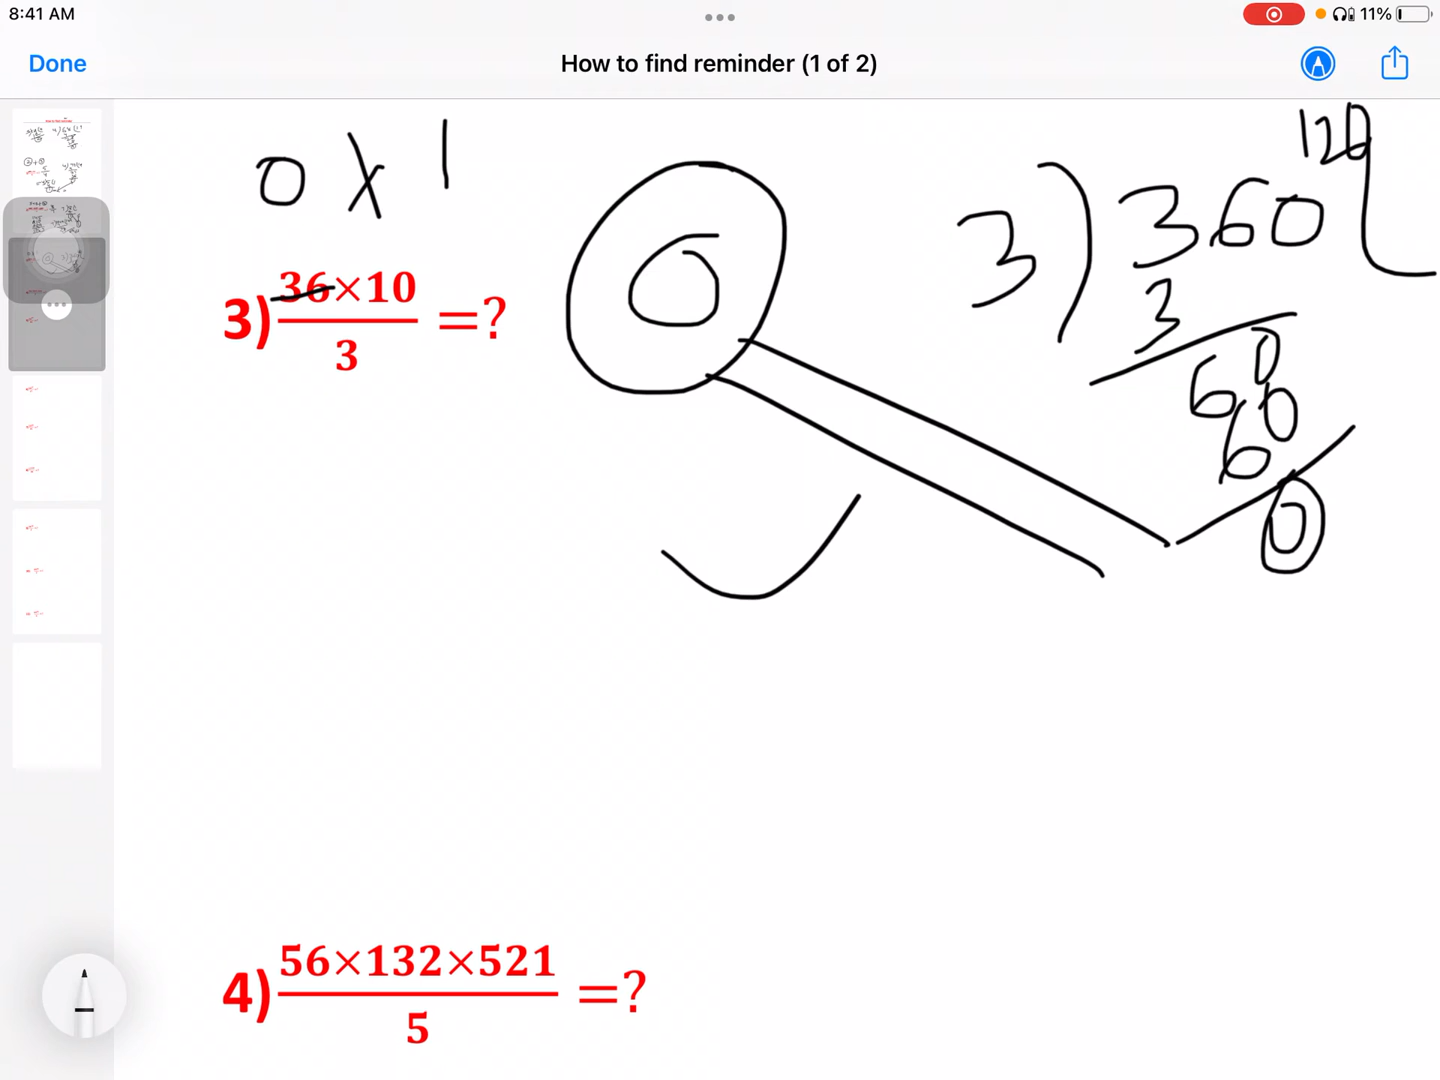 8:41 AM
11%
Done
How to find reminder (1 of 2)
0 X 1
3) 36×10 / 3 =?
0
3) 360 ( 120
3
60
60
0
4) 56×132×521 / 5 =?